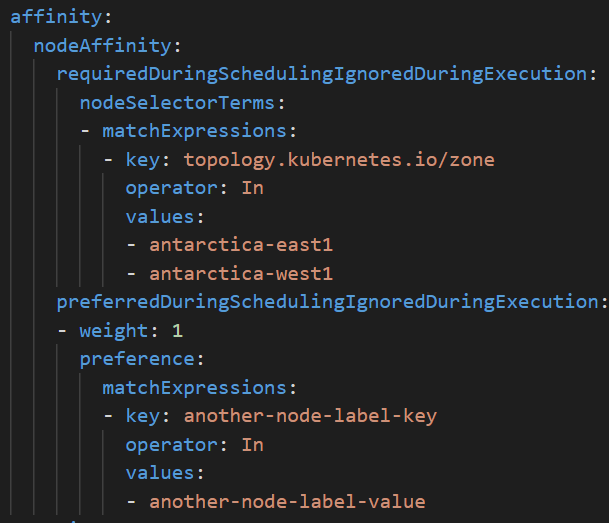 affinity:
  nodeAffinity:
    requiredDuringSchedulingIgnoredDuringExecution:
      nodeSelectorTerms:
      - matchExpressions:
        - key: topology.kubernetes.io/zone
          operator: In
          values:
          - antarctica-east1
          - antarctica-west1
    preferredDuringSchedulingIgnoredDuringExecution:
    - weight: 1
      preference:
        matchExpressions:
        - key: another-node-label-key
          operator: In
          values:
          - another-node-label-value